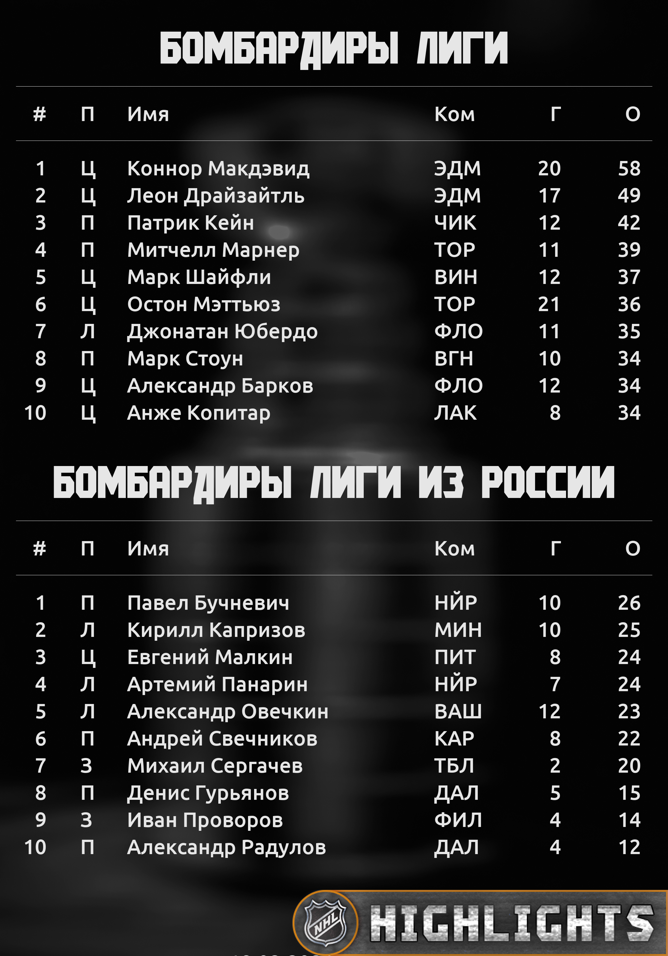 БОМБАРДИРЫ ЛИГИ
# П Имя Ком Г О
1 Ц Коннор Макдэвид ЭДМ 20 58
2 Ц Леон Драйзайтль ЭДМ 17 49
3 П Патрик Кейн ЧИК 12 42
4 П Митчелл Марнер ТОР 11 39
5 Ц Марк Шайфли ВИН 12 37
6 Ц Остон Мэттьюз ТОР 21 36
7 Л Джонатан Юбердо ФЛО 11 35
8 П Марк Стоун ВГН 10 34
9 Ц Александр Барков ФЛО 12 34
10 Ц Анже Копитар ЛАК 8 34
БОМБАРДИРЫ ЛИГИ ИЗ РОССИИ
# П Имя Ком Г О
1 П Павел Бучневич НЙР 10 26
2 Л Кирилл Капризов МИН 10 25
3 Ц Евгений Малкин ПИТ 8 24
4 Л Артемий Панарин НЙР 7 24
5 Л Александр Овечкин ВАШ 12 23
6 П Андрей Свечников КАР 8 22
7 З Михаил Сергачев ТБЛ 2 20
8 П Денис Гурьянов ДАЛ 5 15
9 З Иван Проворов ФИЛ 4 14
10 П Александр Радулов ДАЛ 4 12
NHL HIGHLIGHTS